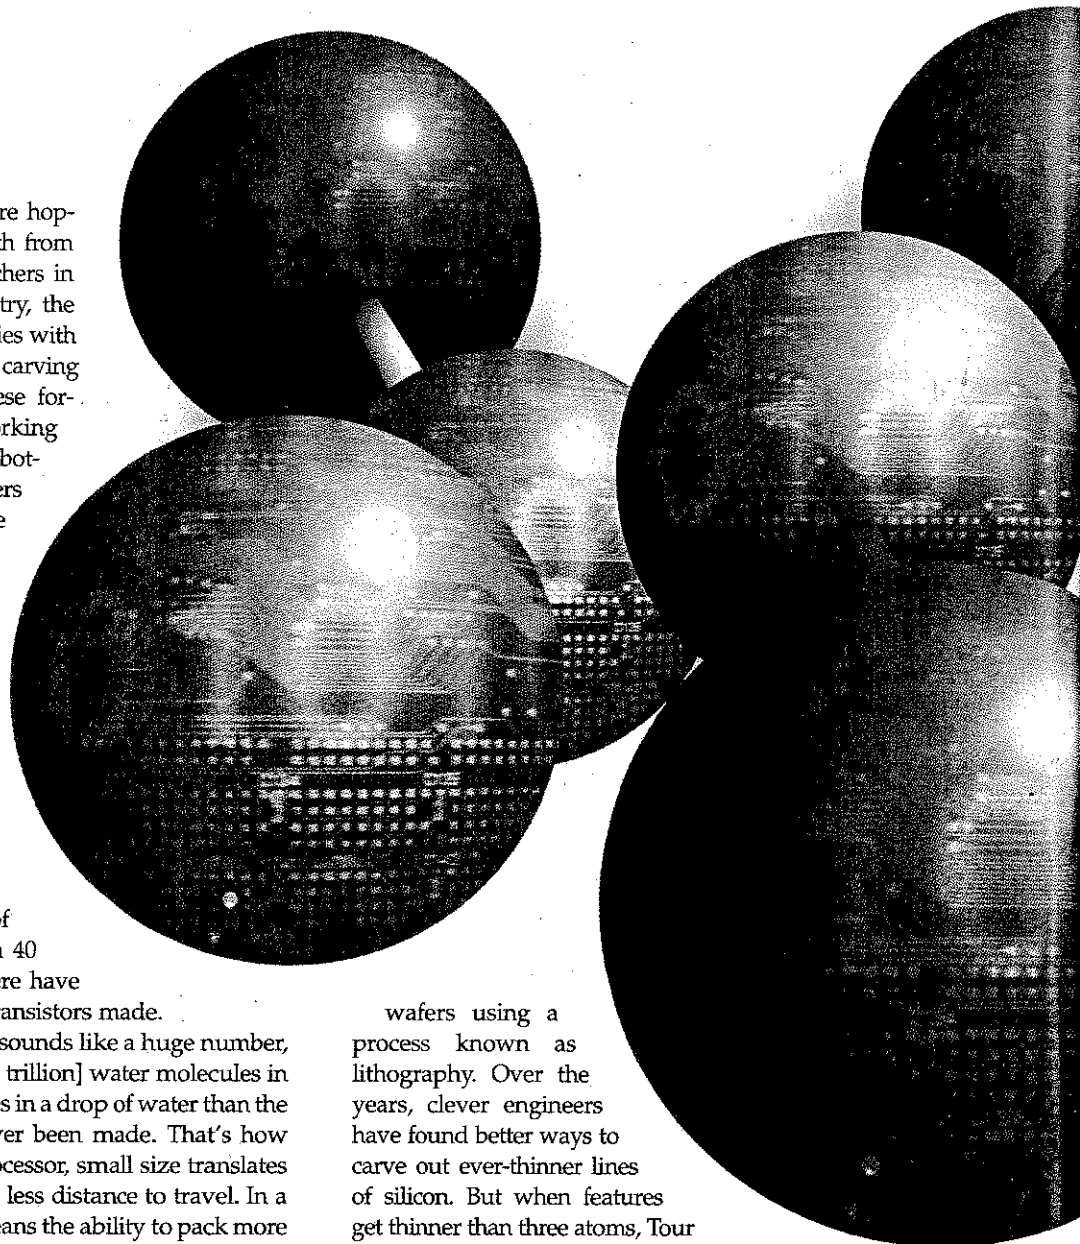 re hop-
h from
hers in
try, the
ies with
carving
ese for-
rking
bot-
ers
e
of
40
re have
ansistors made.
sounds like a huge number,
trillion] water molecules in
s in a drop of water than the
ver been made. That's how
cessor, small size translates
less distance to travel. In a
eans the ability to pack more
wafers using a
process known as
lithography. Over the
years, clever engineers
have found better ways to
carve out ever-thinner lines
of silicon. But when features
get thinner than three atoms, Tour